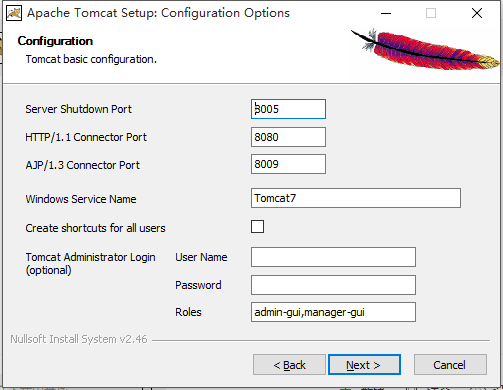 Apache Tomcat Setup: Configuration Options
Configuration
Tomcat basic configuration.
Server Shutdown Port 8005
HTTP/1.1 Connector Port 8080
AJP/1.3 Connector Port 8009
Windows Service Name Tomcat7
Create shortcuts for all users
Tomcat Administrator Login User Name
(optional)
Password
Roles admin-gui,manager-gui
Nullsoft Install System v2.46
< Back Next > Cancel